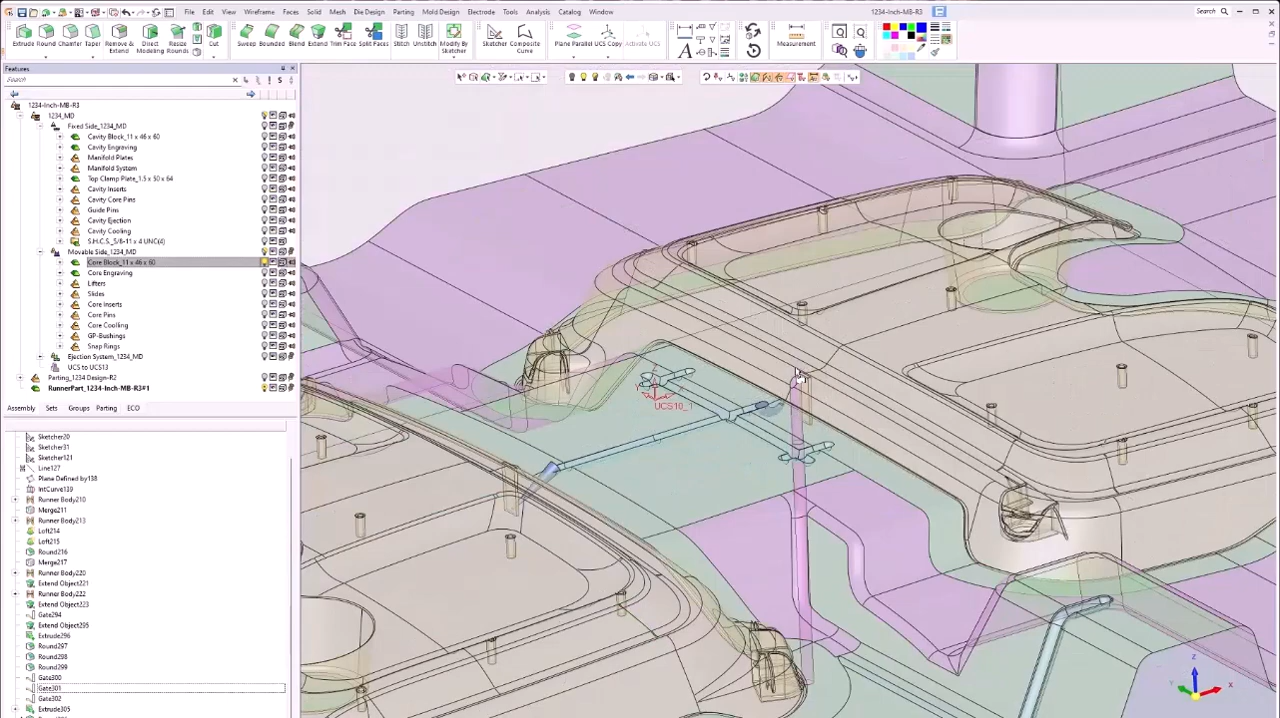 File Edit View Wireframe Faces Solid Mesh Die Design Parting Mold Design Electrode Tools Analysis Catalog Window 1234-Inch-MB-R3 Search
Extrude Round Chamfer Taper Remove & Extend Direct Modeling Resize Rounds Sweep Bounded Blend Extend Trim Face Split Faces Stitch Unstitch Modify By Sketcher Sketcher Composite Curve Plane Parallel UCS Copy Activate UCS Measurement
Features
Search
1234-Inch-MB-R3
1234_MD
Fixed Side_1234_MD
Cavity Block_11 x 46 x 60
Cavity Engraving
Manifold Plates
Manifold System
Top Clamp Plate_1.5 x 50 x 64
Cavity Inserts
Cavity Core Pins
Guide Pins
Cavity Ejection
Cavity Cooling
S.H.C.S._5/8-11 x 4 UNC(4)
Movable Side_1234_MD
Core Block_11 x 46 x 60
Core Engraving
Lifters
Slides
Core Inserts
Core Pins
Core Coolling
GP-Bushings
Snap Rings
Ejection System_1234_MD
UCS to UCS13
Parting_1234 Design-R2
RunnerPart_1234-Inch-MB-R3#1
Assembly Sets Groups Parting ECO
Sketcher20
Sketcher31
Sketcher121
Line127
Plane Defined by138
IntCurve139
Runner Body210
Merge211
Runner Body213
Loft214
Loft215
Round216
Merge217
Runner Body220
Extend Object221
Runner Body222
Extend Object223
Gate294
Extend Object295
Extrude296
Round297
Round298
Round299
Gate300
Gate301
Gate302
Extrude305
UCS10_1
Z
Y
X